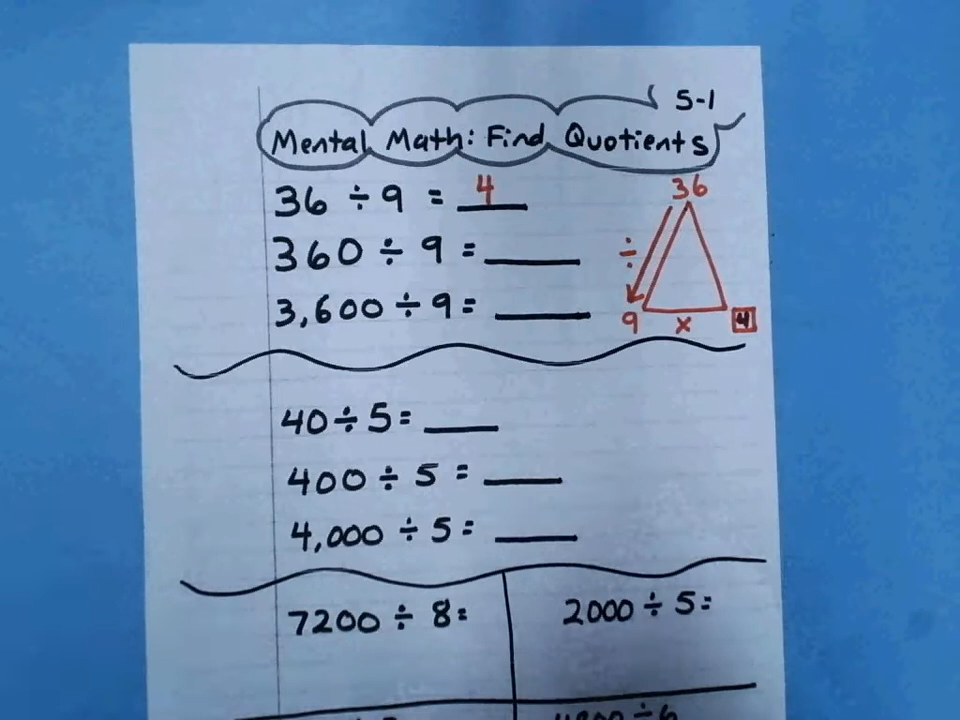 5-1
Mental Math: Find Quotients
36 ÷ 9 = 4
36
360 ÷ 9 =
÷
3,600 ÷ 9 =
9 x 4
40 ÷ 5 =
400 ÷ 5 =
4,000 ÷ 5 =
7200 ÷ 8 =
2000 ÷ 5 =